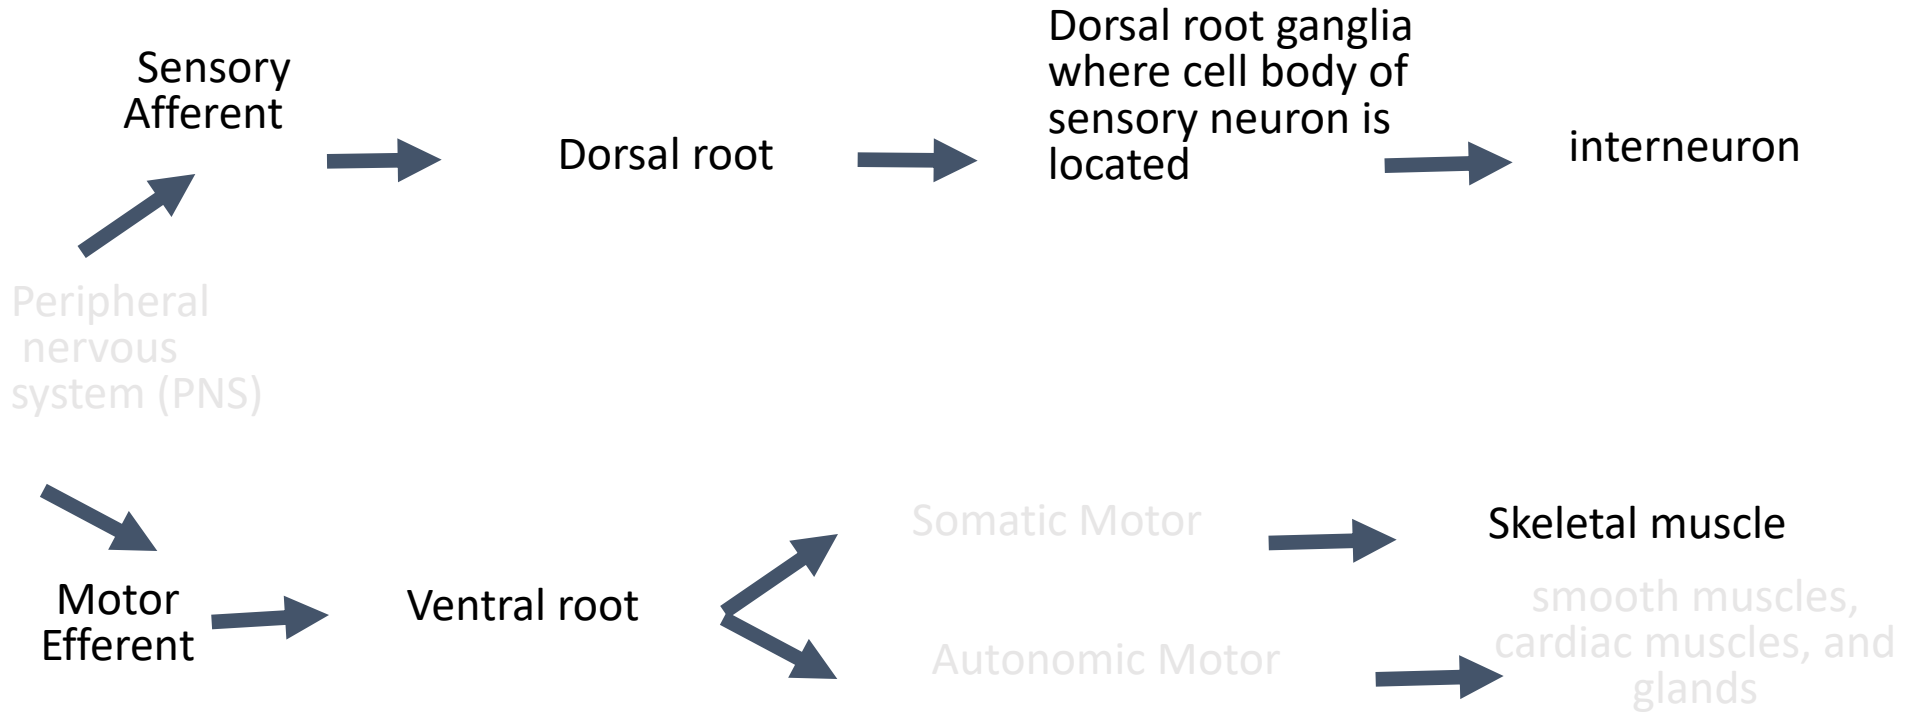 Sensory
Afferent
Dorsal root
Dorsal root ganglia
where cell body of
sensory neuron is
located
interneuron
Peripheral
nervous
system (PNS)
Motor
Efferent
Ventral root
Somatic Motor
Skeletal muscle
Autonomic Motor
smooth muscles,
cardiac muscles, and
glands